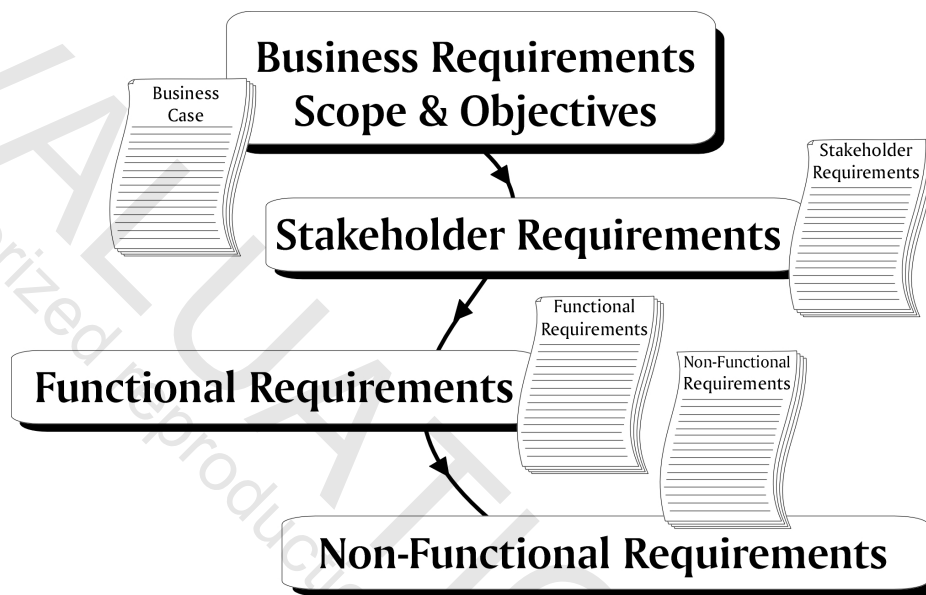 Business Requirements
Scope & Objectives
Business
Case
Stakeholder
Requirements
Stakeholder Requirements
Functional
Requirements
Functional Requirements
Non-Functional
Requirements
Non-Functional Requirements